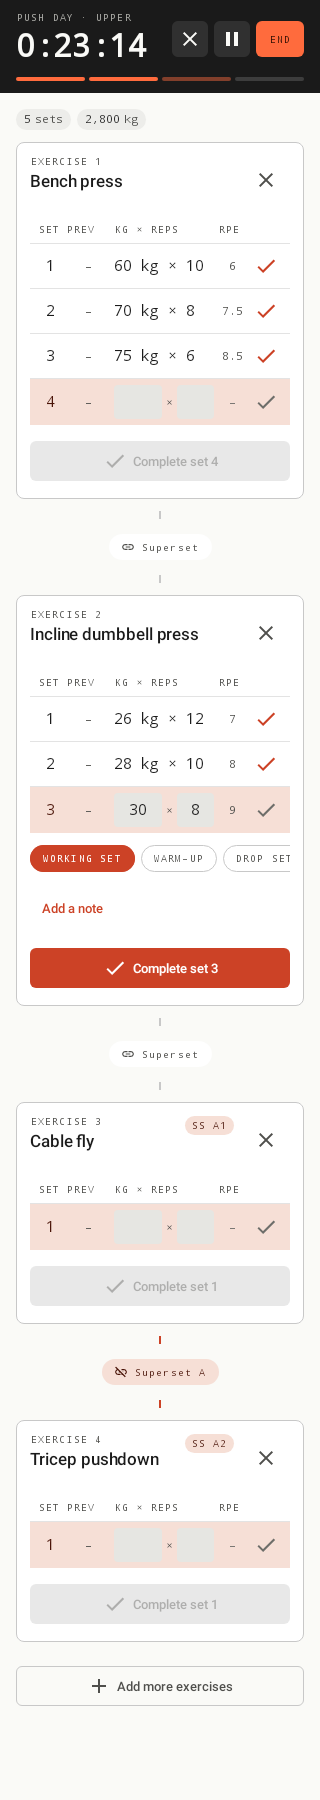 PUSH DAY · UPPER
0:23:14
END
5 sets 2,800 kg
EXERCISE 1
Bench press
SET PREV KG × REPS RPE
1 – 60 kg × 10 6
2 – 70 kg × 8 7.5
3 – 75 kg × 6 8.5
4 – × –
Complete set 4
Superset
EXERCISE 2
Incline dumbbell press
SET PREV KG × REPS RPE
1 – 26 kg × 12 7
2 – 28 kg × 10 8
3 – 30 × 8 9
WORKING SET WARM-UP DROP SET
Add a note
Complete set 3
Superset
EXERCISE 3 SS A1
Cable fly
SET PREV KG × REPS RPE
1 – × –
Complete set 1
Superset A
EXERCISE 4 SS A2
Tricep pushdown
SET PREV KG × REPS RPE
1 – × –
Complete set 1
Add more exercises